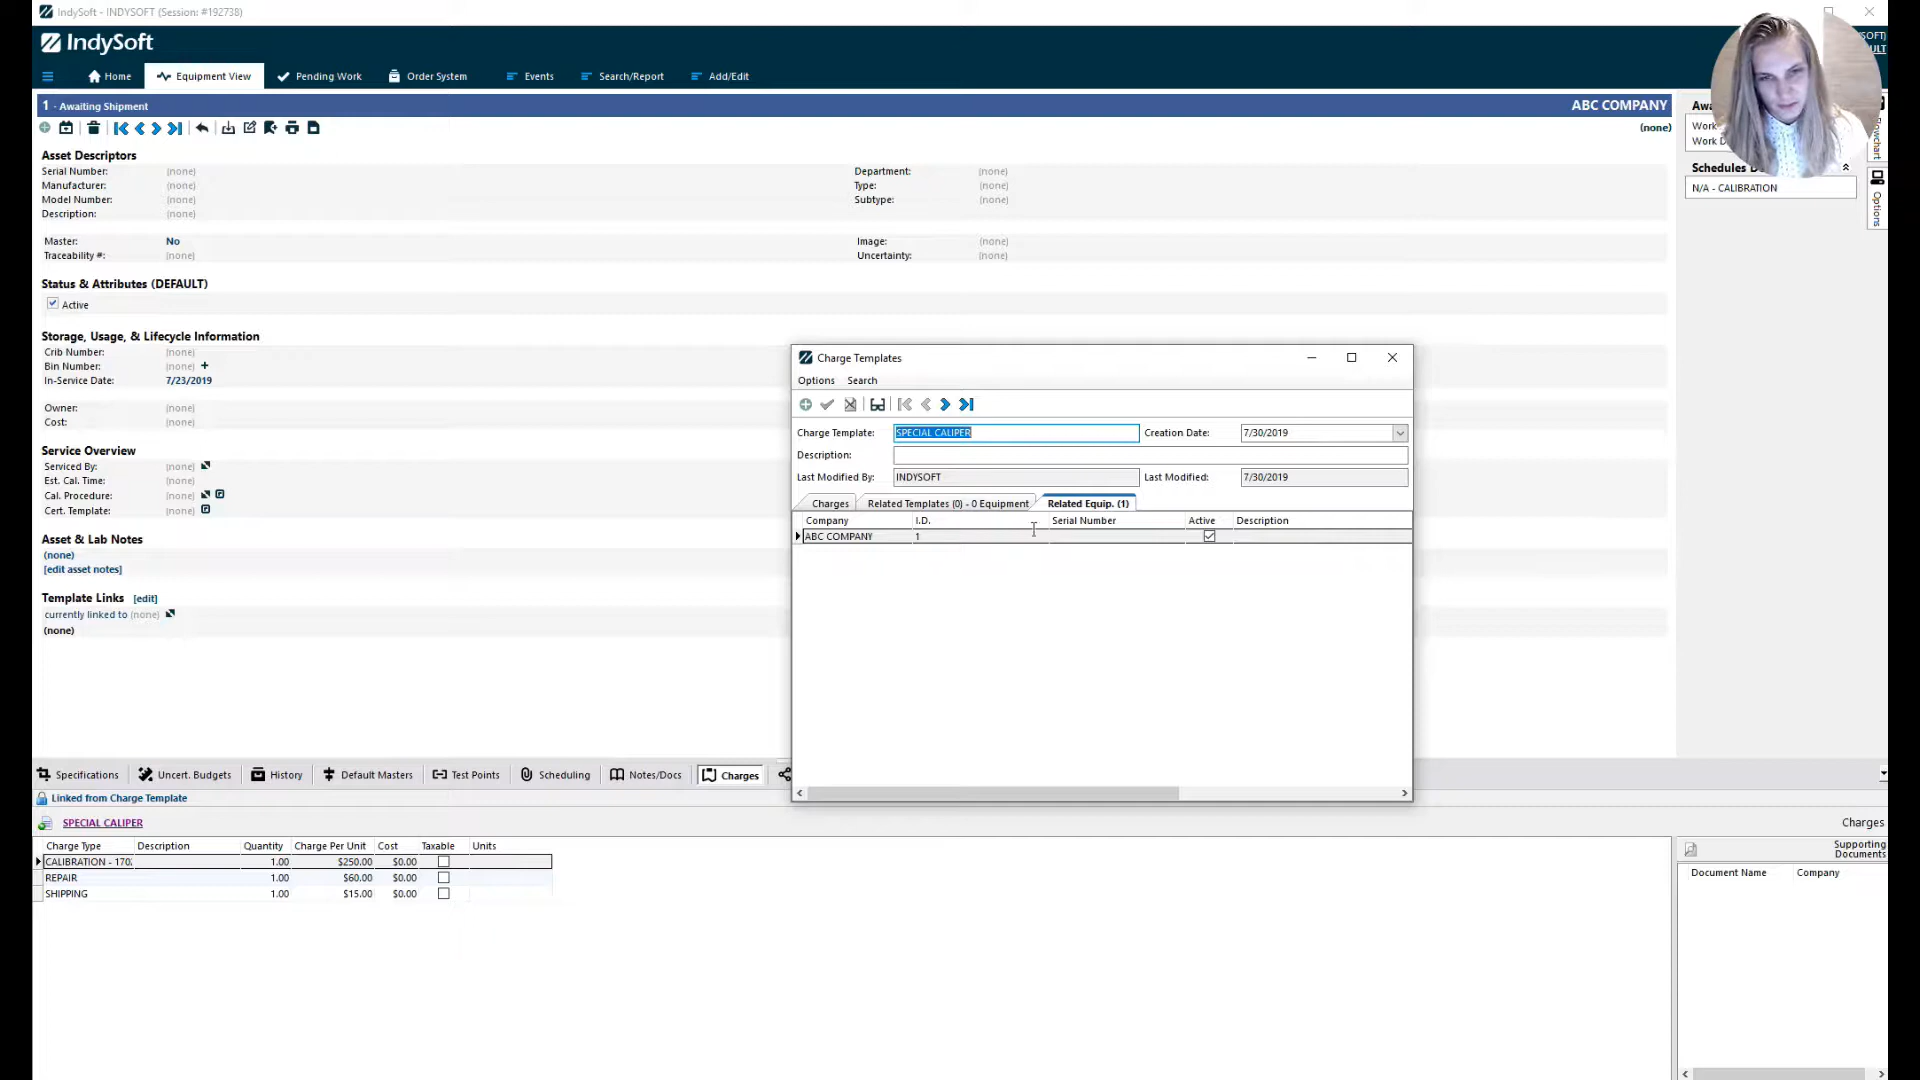 IndySoft - INDYSOFT (Session: #192738)
IndySoft
Home
Equipment View
Pending Work
Order System
Events
Search/Report
Add/Edit
1 - Awaiting Shipment
ABC COMPANY
(none)
Asset Descriptors
Serial Number: (none)
Department: (none)
Manufacturer: (none)
Type: (none)
Model Number: (none)
Subtype: (none)
Description: (none)
Master: No
Image: (none)
Traceability #: (none)
Uncertainty: (none)
Status & Attributes (DEFAULT)
Active
Storage, Usage, & Lifecycle Information
Crib Number: (none)
Bin Number: (none)
In-Service Date: 7/23/2019
Owner: (none)
Cost: (none)
Service Overview
Serviced By: (none)
Est. Cal. Time: (none)
Cal. Procedure: (none)
Cert. Template: (none)
Asset & Lab Notes
(none)
[edit asset notes]
Template Links [edit]
currently linked to (none)
(none)
Work
Schedules
N/A - CALIBRATION
Flowchart
Options
Charge Templates
Options Search
Charge Template: SPECIAL CALIPER Creation Date: 7/30/2019
Description:
Last Modified By: INDYSOFT Last Modified: 7/30/2019
Charges Related Templates (0) - 0 Equipment Related Equip. (1)
Company I.D. Serial Number Active Description
ABC COMPANY 1
Specifications
Uncert. Budgets
History
Default Masters
Test Points
Scheduling
Notes/Docs
Charges
Linked from Charge Template
SPECIAL CALIPER
Charges
Charge Type Description Quantity Charge Per Unit Cost Taxable Units
CALIBRATION - 170. 1.00 $250.00 $0.00
REPAIR 1.00 $60.00 $0.00
SHIPPING 1.00 $15.00 $0.00
Supporting
Documents
Document Name Company